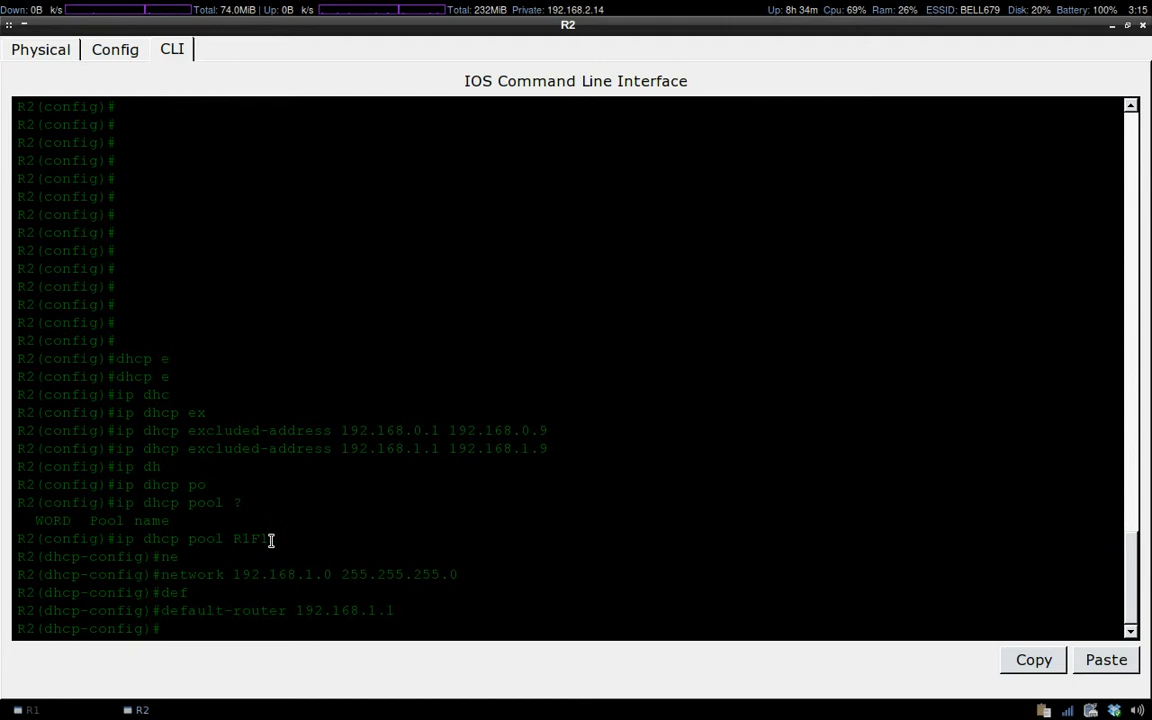 Down: 0B k/s Total: 74.0MiB | Up: 0B k/s Total: 232MiB Private: 192.168.2.14 Up: 8h 34m Cpu: 69% Ram: 26% ESSID: BELL679 Disk: 20% Battery: 100% 3:15
R2
Physical Config CLI
IOS Command Line Interface
R2(config)#
R2(config)#
R2(config)#
R2(config)#
R2(config)#
R2(config)#
R2(config)#
R2(config)#
R2(config)#
R2(config)#
R2(config)#
R2(config)#
R2(config)#
R2(config)#
R2(config)#dhcp e
R2(config)#dhcp e
R2(config)#ip dhc
R2(config)#ip dhcp ex
R2(config)#ip dhcp excluded-address 192.168.0.1 192.168.0.9
R2(config)#ip dhcp excluded-address 192.168.1.1 192.168.1.9
R2(config)#ip dh
R2(config)#ip dhcp po
R2(config)#ip dhcp pool ?
WORD Pool name
R2(config)#ip dhcp pool R1F1
R2(dhcp-config)#ne
R2(dhcp-config)#network 192.168.1.0 255.255.255.0
R2(dhcp-config)#def
R2(dhcp-config)#default-router 192.168.1.1
R2(dhcp-config)#
Copy Paste
R1 R2